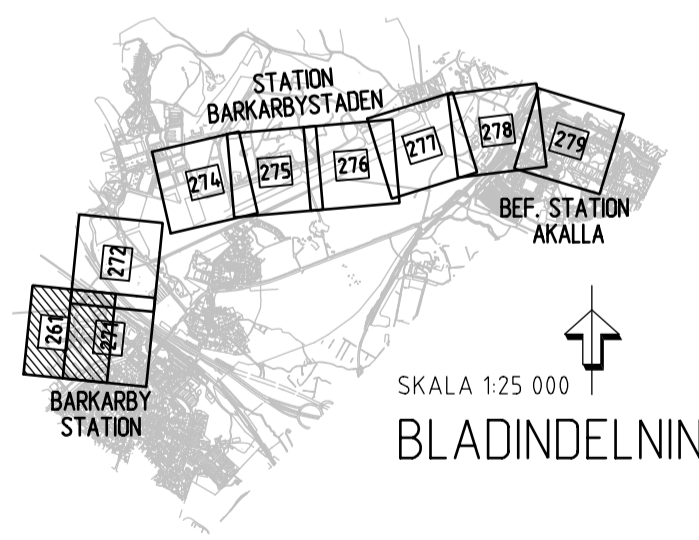 STATION
BARKARBYSTADEN
274
275
276
277
278
279
BEF. STATION
AKALLA
272
261
271
BARKARBY
STATION
SKALA 1:25 000
BLADINDELNIN